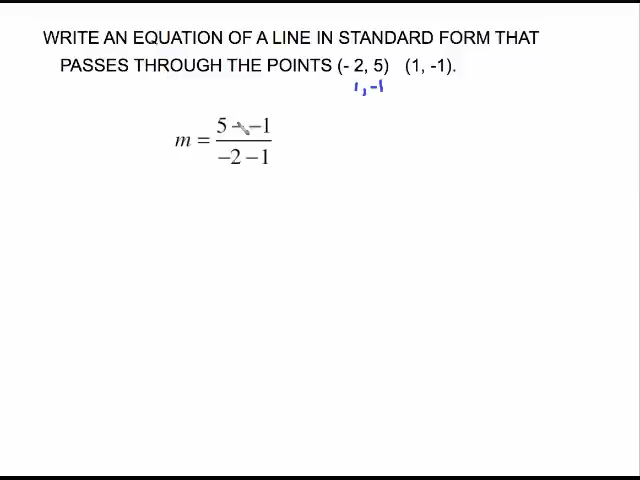 WRITE AN EQUATION OF A LINE IN STANDARD FORM THAT
PASSES THROUGH THE POINTS (- 2, 5) (1, -1).
1, -1
m = \frac{5 - -1}{-2 - 1}